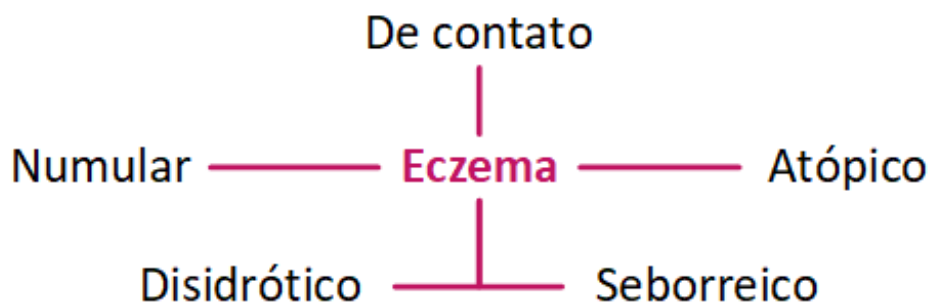 De contato
Numular Eczema Atópico
Disidrótico Seborreico